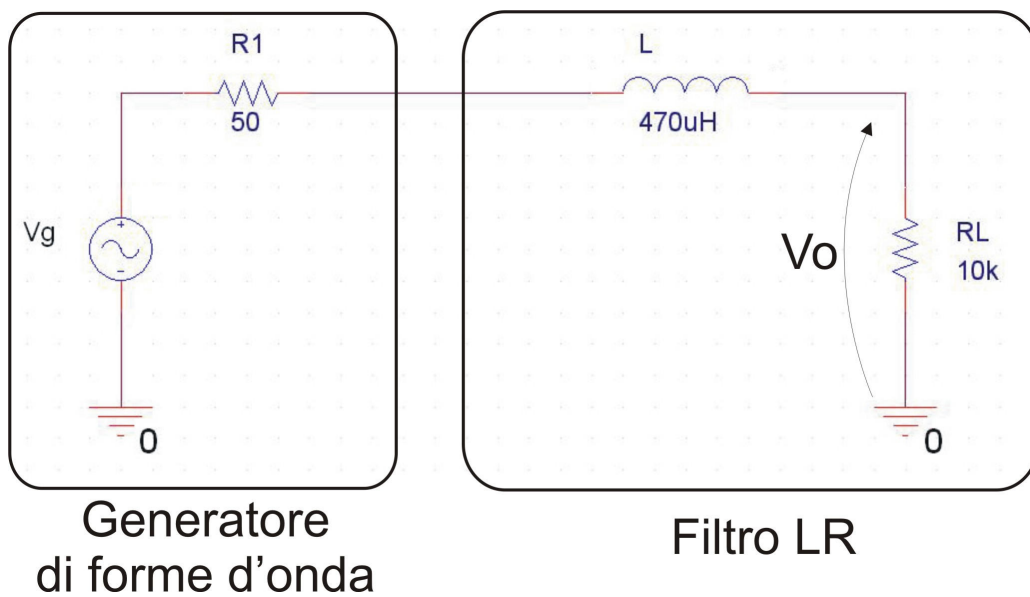 R1
50
Vg
0
L
470uH
Vo
RL
10k
0
Generatore
di forme d'onda
Filtro LR